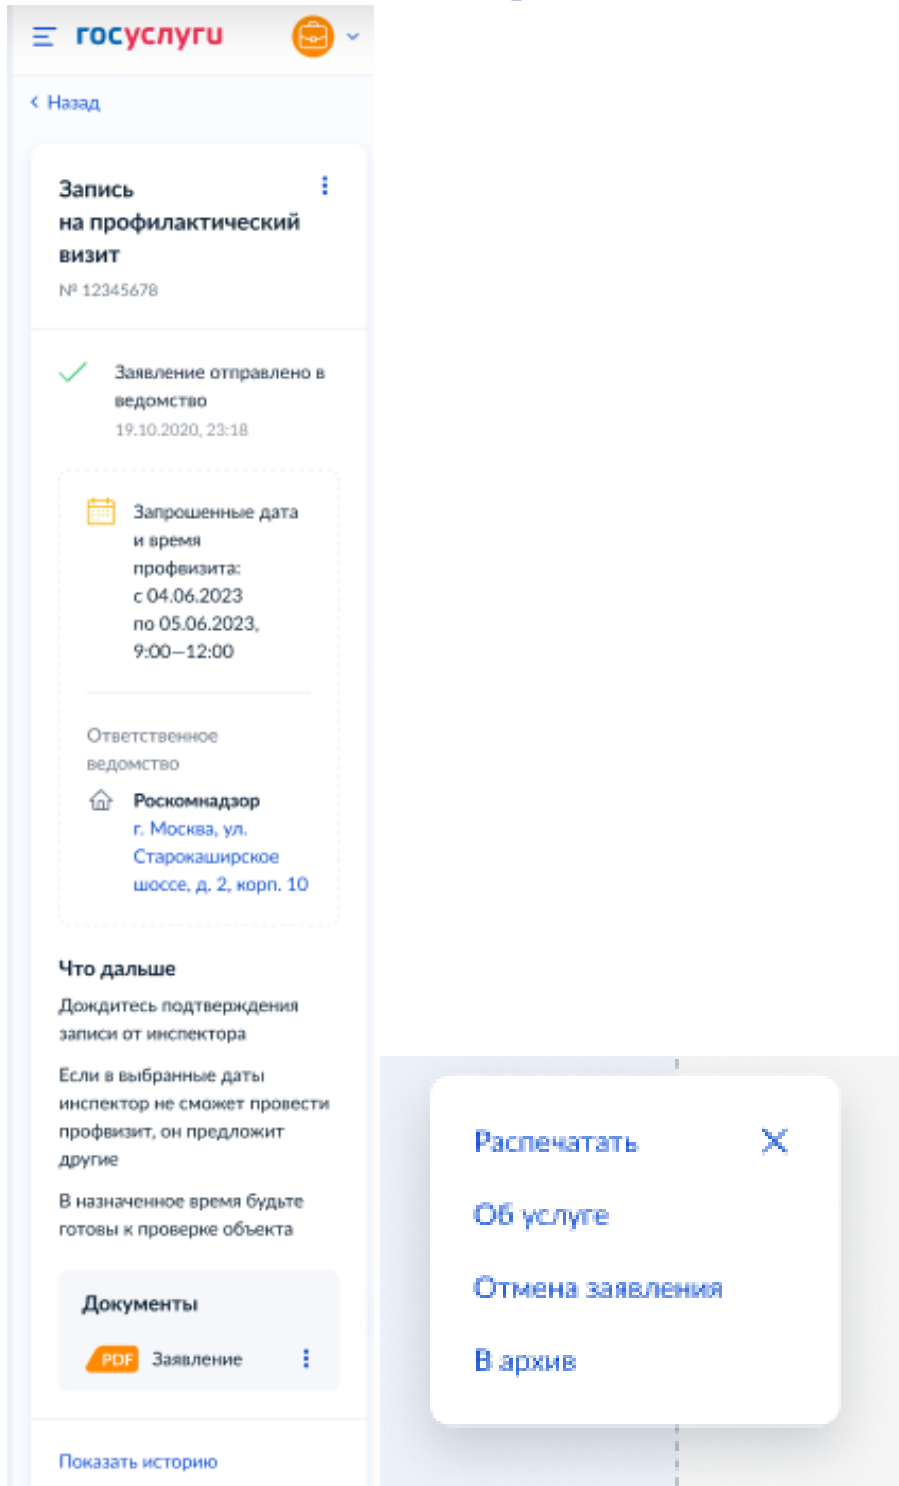 госуслуги
Назад
Запись
на профилактический
визит
№ 12345678
Заявление отправлено в
ведомство
19.10.2020, 23:18
Запрошенные дата
и время
профвизита:
с 04.06.2023
по 05.06.2023,
9:00—12:00
Ответственное
ведомство
Роскомнадзор
г. Москва, ул.
Старокаширское
шоссе, д. 2, корп. 10
Что дальше
Дождитесь подтверждения
записи от инспектора
Если в выбранные даты
инспектор не сможет провести
профвизит, он предложит
другие
В назначенное время будьте
готовы к проверке объекта
Документы
PDF Заявление
Показать историю
Распечатать
Об услуге
Отмена заявления
В архив